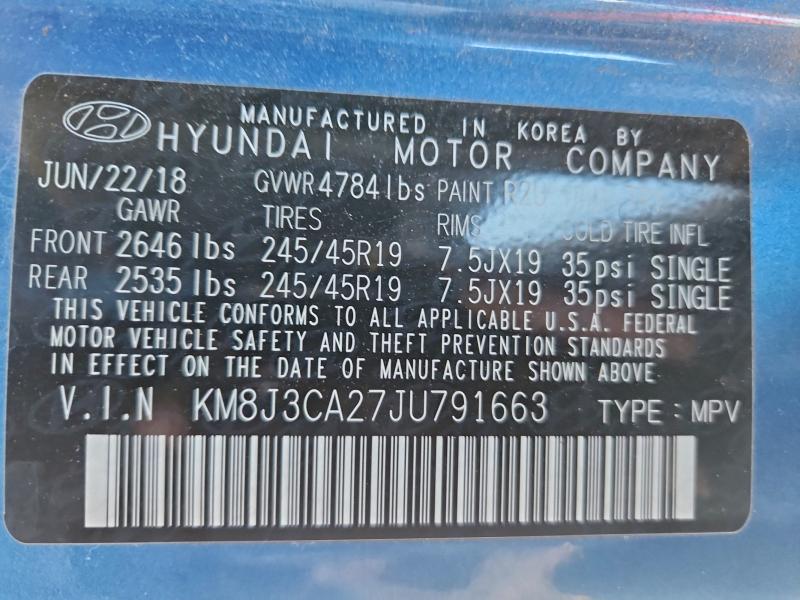 MANUFACTURED IN KOREA BY
HYUNDAI MOTOR COMPANY
JUN/22/18 GVWR 4784 lbs PAINT
GAWR TIRES RIMS COLD TIRE INFL
FRONT 2646 lbs 245/45R19 7.5JX19 35psi SINGLE
REAR 2535 lbs 245/45R19 7.5JX19 35psi SINGLE
THIS VEHICLE CONFORMS TO ALL APPLICABLE U.S.A. FEDERAL
MOTOR VEHICLE SAFETY AND THEFT PREVENTION STANDARDS
IN EFFECT ON THE DATE OF MANUFACTURE SHOWN ABOVE.
V.I.N KM8J3CA27JU791663 TYPE : MPV